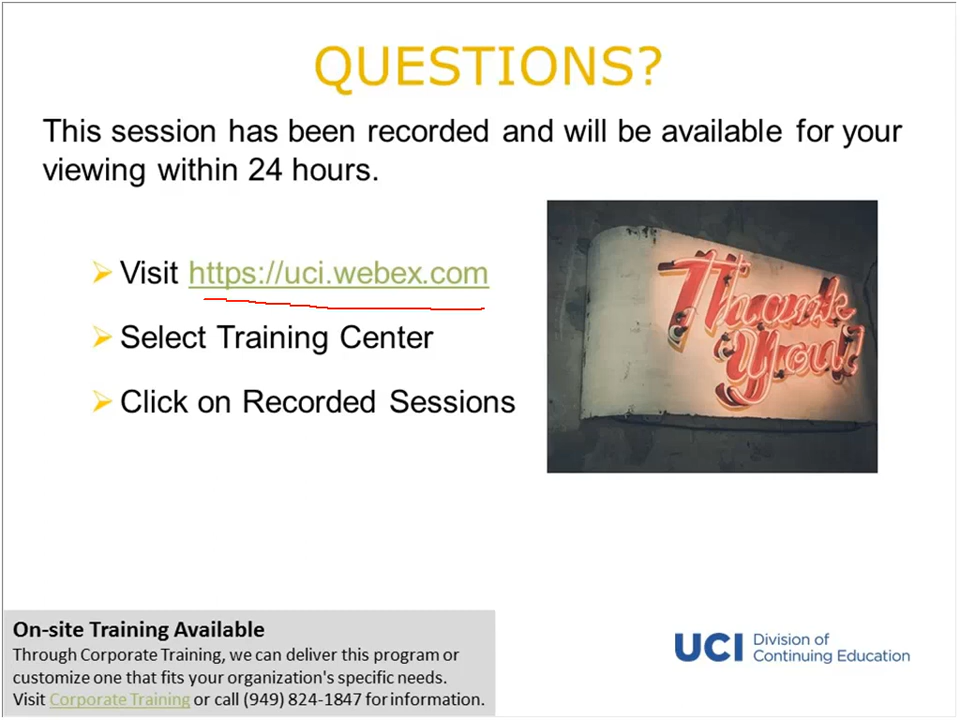 QUESTIONS?
This session has been recorded and will be available for your
viewing within 24 hours.
Visit https://uci.webex.com
Select Training Center
Click on Recorded Sessions
Thank
You!
On-site Training Available
Through Corporate Training, we can deliver this program or
customize one that fits your organization's specific needs.
Visit Corporate Training or call (949) 824-1847 for information.
UCI Division of
Continuing Education